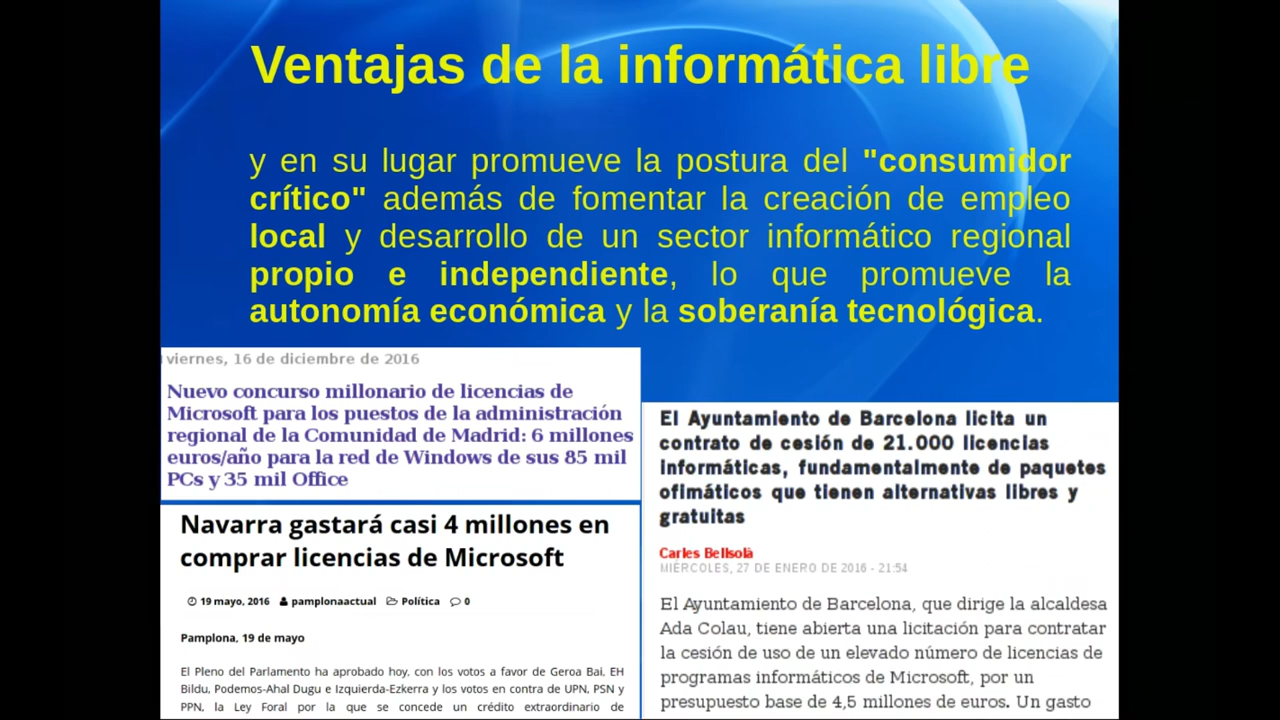 Ventajas de la informática libre
y en su lugar promueve la postura del "consumidor
crítico" además de fomentar la creación de empleo
local y desarrollo de un sector informático regional
propio e independiente, lo que promueve la
autonomía económica y la soberanía tecnológica.
viernes, 16 de diciembre de 2016
Nuevo concurso millonario de licencias de
Microsoft para los puestos de la administración
regional de la Comunidad de Madrid: 6 millones
euros/año para la red de Windows de sus 85 mil
PCs y 35 mil Office
Navarra gastará casi 4 millones en
comprar licencias de Microsoft
19 mayo, 2016 pamplonaactual Política 0
Pamplona, 19 de mayo
El Pleno del Parlamento ha aprobado hoy, con los votos a favor de Geroa Bai, EH
Bildu, Podemos-Ahal Dugu e Izquierda-Ezkerra y los votos en contra de UPN, PSN y
PPN, la Ley Foral por la que se concede un crédito extraordinario de
El Ayuntamiento de Barcelona licita un
contrato de cesión de 21.000 licencias
informáticas, fundamentalmente de paquetes
ofimáticos que tienen alternativas libres y
gratuitas
Carles Bellsolà
MIÉRCOLES, 27 DE ENERO DE 2016 - 21:54
El Ayuntamiento de Barcelona, que dirige la alcaldesa
Ada Colau, tiene abierta una licitación para contratar
la cesión de uso de un elevado número de licencias de
programas informáticos de Microsoft, por un
presupuesto base de 4,5 millones de euros. Un gasto